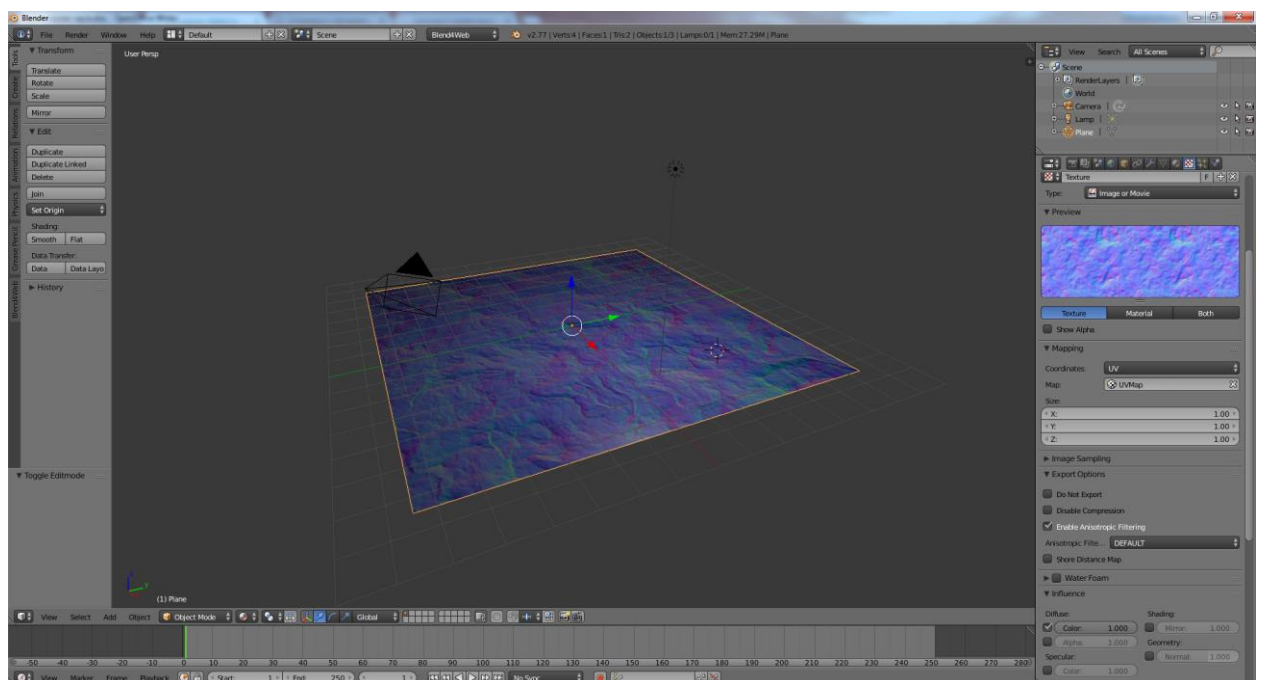 Blender
File Render Window Help Default Scene Blend4Web v2.77 | Verts:4 | Faces:1 | Tris:2 | Objects:1/3 | Lamps:0/1 | Mem:27.29M | Plane
Tools
Create
Relations
Animation
Physics
Grease Pencil
Blend4Web
Transform
Translate
Rotate
Scale
Mirror
Edit
Duplicate
Duplicate Linked
Delete
Join
Set Origin
Shading:
Smooth Flat
Data Transfer:
Data Data Layo
History
Toggle Editmode
User Persp
(1) Plane
View Select Add Object Object Mode Global
-50 -40 -30 -20 -10 0 10 20 30 40 50 60 70 80 90 100 110 120 130 140 150 160 170 180 190 200 210 220 230 240 250 260 270 280
View Marker Frame Playback Start: 1 End: 250 1 No Sync
View Search All Scenes
Scene
RenderLayers |
World
Camera |
Lamp |
Plane |
Texture F
Type: Image or Movie
Preview
Texture Material Both
Show Alpha
Mapping
Coordinates: UV
Map: UVMap
Size:
X: 1.00
Y: 1.00
Z: 1.00
Image Sampling
Export Options
Do Not Export
Disable Compression
Enable Anisotropic Filtering
Anisotropic Filte... DEFAULT
Shore Distance Map
Water Foam
Influence
Diffuse: Shading:
Color: 1.000 Mirror: 1.000
Alpha: 1.000 Geometry:
Specular: Normal: 1.000
Color: 1.000